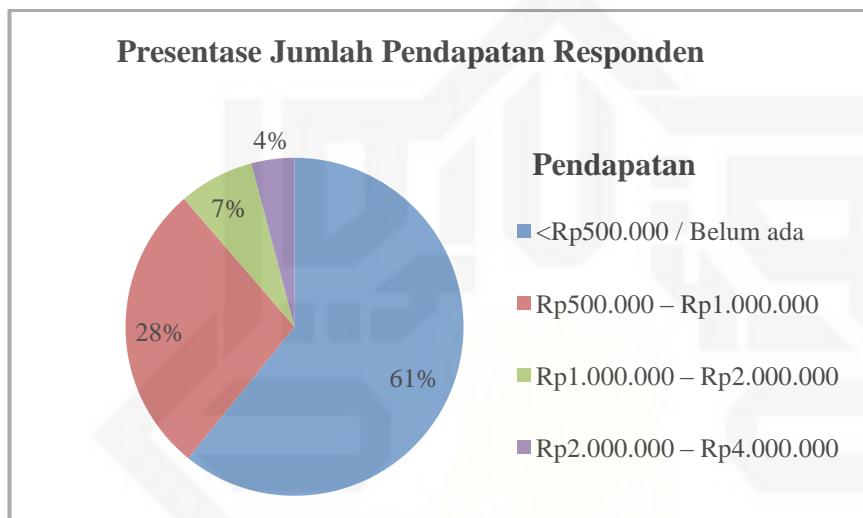 Presentase Jumlah Pendapatan Responden
4%
7%
28%
61%
Pendapatan
<Rp500.000 / Belum ada
Rp500.000 – Rp1.000.000
Rp1.000.000 – Rp2.000.000
Rp2.000.000 – Rp4.000.000